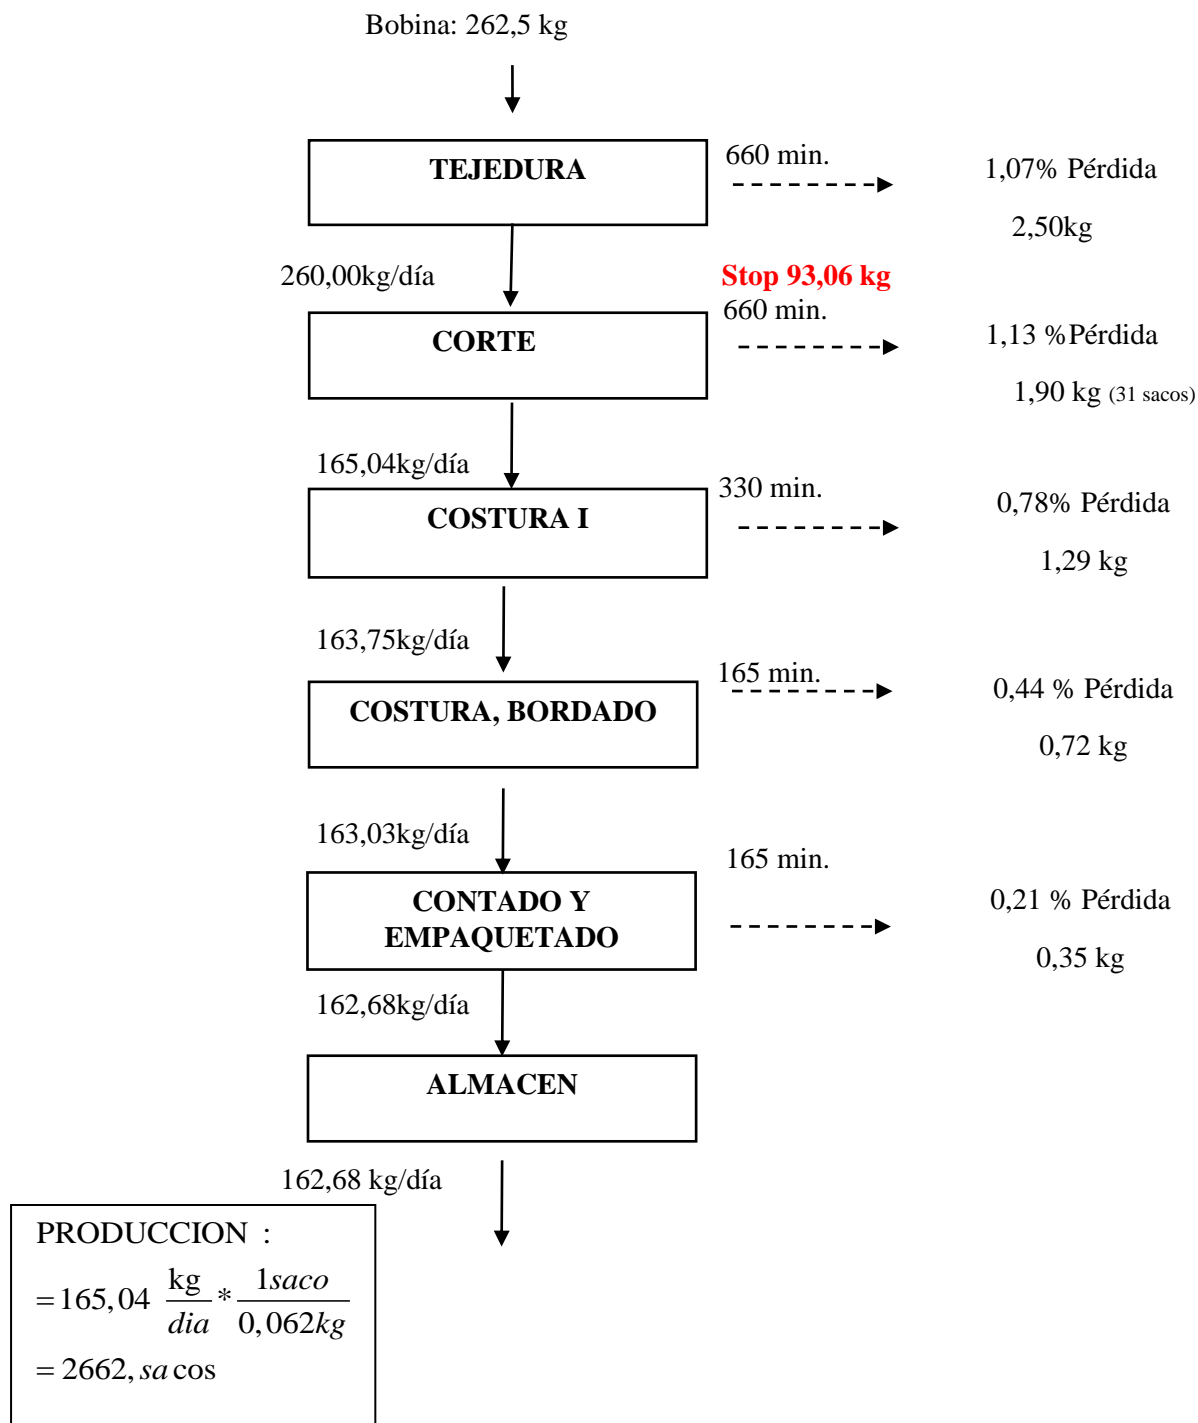 Bobina: 262,5 kg
TEJEDURA
660 min.
1,07% Pérdida
2,50kg
260,00kg/día
Stop 93,06 kg
660 min.
CORTE
1,13 %Pérdida
1,90 kg (31 sacos)
165,04kg/día
330 min.
COSTURA I
0,78% Pérdida
1,29 kg
163,75kg/día
165 min.
COSTURA, BORDADO
0,44 % Pérdida
0,72 kg
163,03kg/día
165 min.
CONTADO Y
EMPAQUETADO
0,21 % Pérdida
0,35 kg
162,68kg/día
ALMACEN
162,68 kg/día
PRODUCCION :
=165,04 kg/dia * 1saco/0,062kg
= 2662, sacos